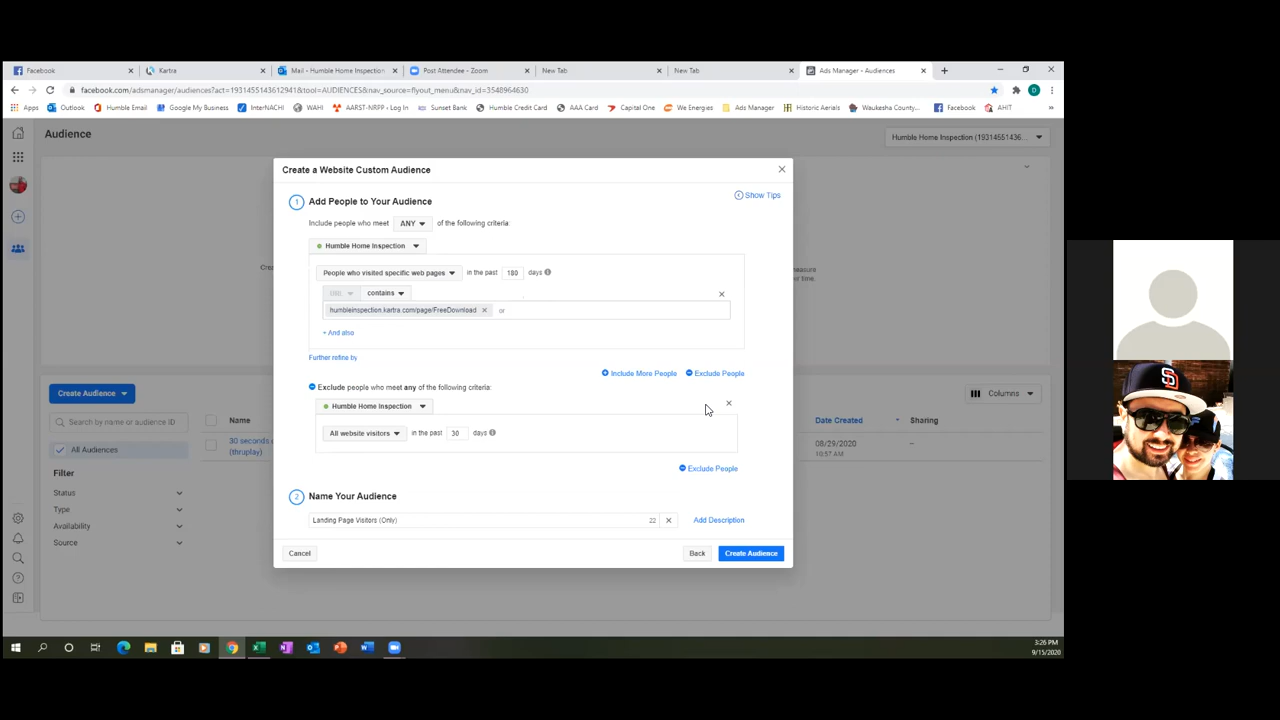 Facebook
Kartra
Mail - Humble Home Inspection
Post Attendee - Zoom
New Tab
New Tab
Ads Manager - Audiences
facebook.com/adsmanager/audiences?act=1931455143612941&tool=AUDIENCES&nav_source=flyout_menu&nav_id=3548964630
Apps
Outlook
Humble Email
Google My Business
InterNACHI
WAHI
AARST-NRPP • Log In
Sunset Bank
Humble Credit Card
AAA Card
Capital One
We Energies
Ads Manager
Historic Aerials
Waukesha County...
Facebook
AHIT
Audience
Humble Home Inspection (19314551436...
Create a Website Custom Audience
Show Tips
1 Add People to Your Audience
Include people who meet ANY of the following criteria:
Humble Home Inspection
People who visited specific web pages in the past 180 days
URL contains
humbleinspection.kartra.com/page/FreeDownload or
+ And also
Further refine by
Include More People Exclude People
Exclude people who meet any of the following criteria:
Humble Home Inspection
All website visitors in the past 30 days
Exclude People
2 Name Your Audience
Landing Page Visitors (Only) 22
Add Description
Cancel
Back
Create Audience
Create Audience
Search by name or audience ID
All Audiences
Filter
Status
Type
Availability
Source
Name
30 seconds
(thruplay)
Columns
Date Created
Sharing
08/29/2020
10:57 AM
–
measure
time.
3:26 PM
9/15/2020